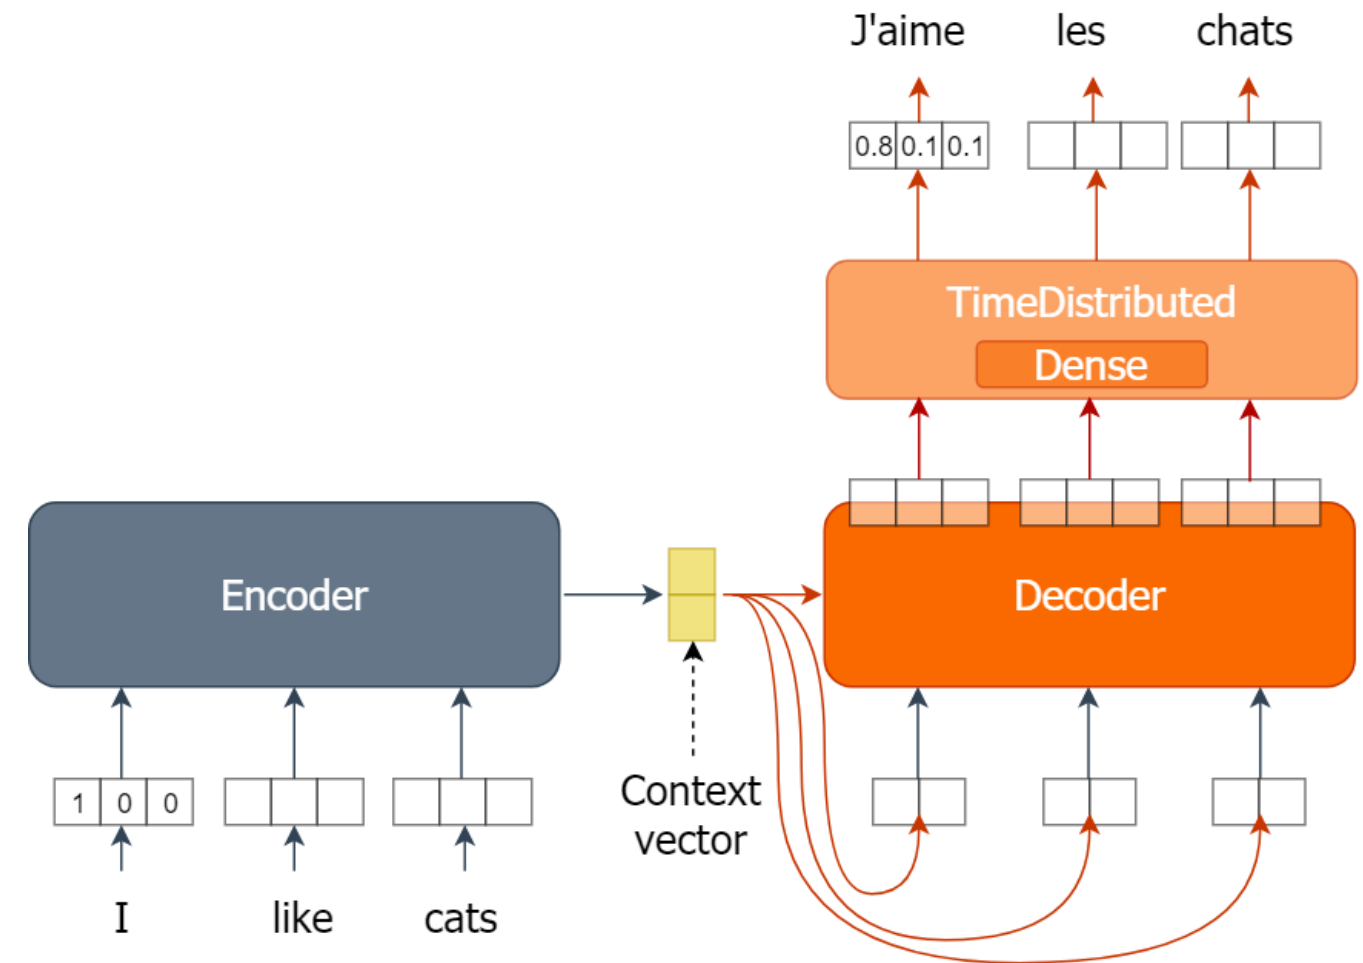 J'aime les chats
0.8 0.1 0.1
TimeDistributed
Dense
Encoder
Decoder
1 0 0
Context
vector
I like cats